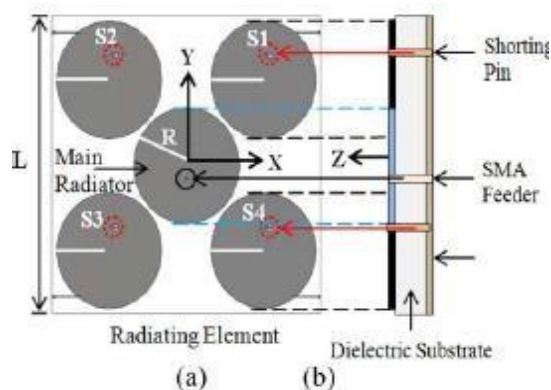 S2
S1
Y
Shorting
Pin
R
L
Main
Radiator
X
Z
SMA
Feeder
S3
S4
Radiating Element
Dielectric Substrate
(a)
(b)